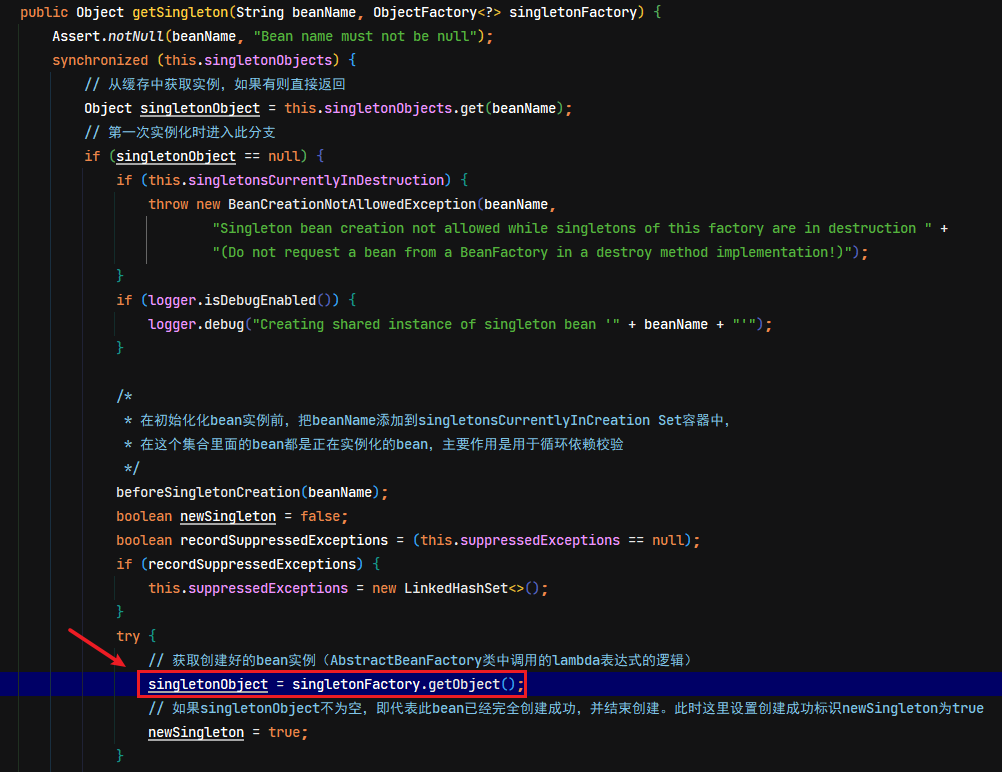 public Object getSingleton(String beanName, ObjectFactory<?> singletonFactory) {
Assert.notNull(beanName, "Bean name must not be null");
synchronized (this.singletonObjects) {
// 从缓存中获取实例，如果有则直接返回
Object singletonObject = this.singletonObjects.get(beanName);
// 第一次实例化时进入此分支
if (singletonObject == null) {
if (this.singletonsCurrentlyInDestruction) {
throw new BeanCreationNotAllowedException(beanName,
"Singleton bean creation not allowed while singletons of this factory are in destruction " +
"(Do not request a bean from a BeanFactory in a destroy method implementation!)");
}
if (logger.isDebugEnabled()) {
logger.debug("Creating shared instance of singleton bean '" + beanName + "'");
}
/*
* 在初始化化bean实例前，把beanName添加到singletonsCurrentlyInCreation Set容器中，
* 在这个集合里面的bean都是正在实例化的bean，主要作用是用于循环依赖校验
*/
beforeSingletonCreation(beanName);
boolean newSingleton = false;
boolean recordSuppressedExceptions = (this.suppressedExceptions == null);
if (recordSuppressedExceptions) {
this.suppressedExceptions = new LinkedHashSet<>();
}
try {
// 获取创建好的bean实例（AbstractBeanFactory类中调用的lambda表达式的逻辑）
singletonObject = singletonFactory.getObject();
// 如果singletonObject不为空，即代表此bean已经完全创建成功，并结束创建。此时这里设置创建成功标识newSingleton为true
newSingleton = true;
}